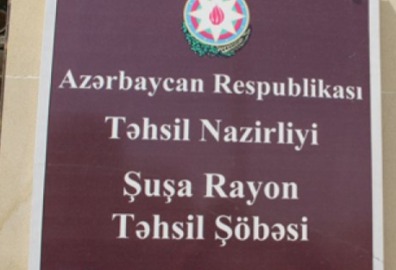 Azərbaycan Respublikası
Təhsil Nazirliyi
Şuşa Rayon
Təhsil Şöbəsi